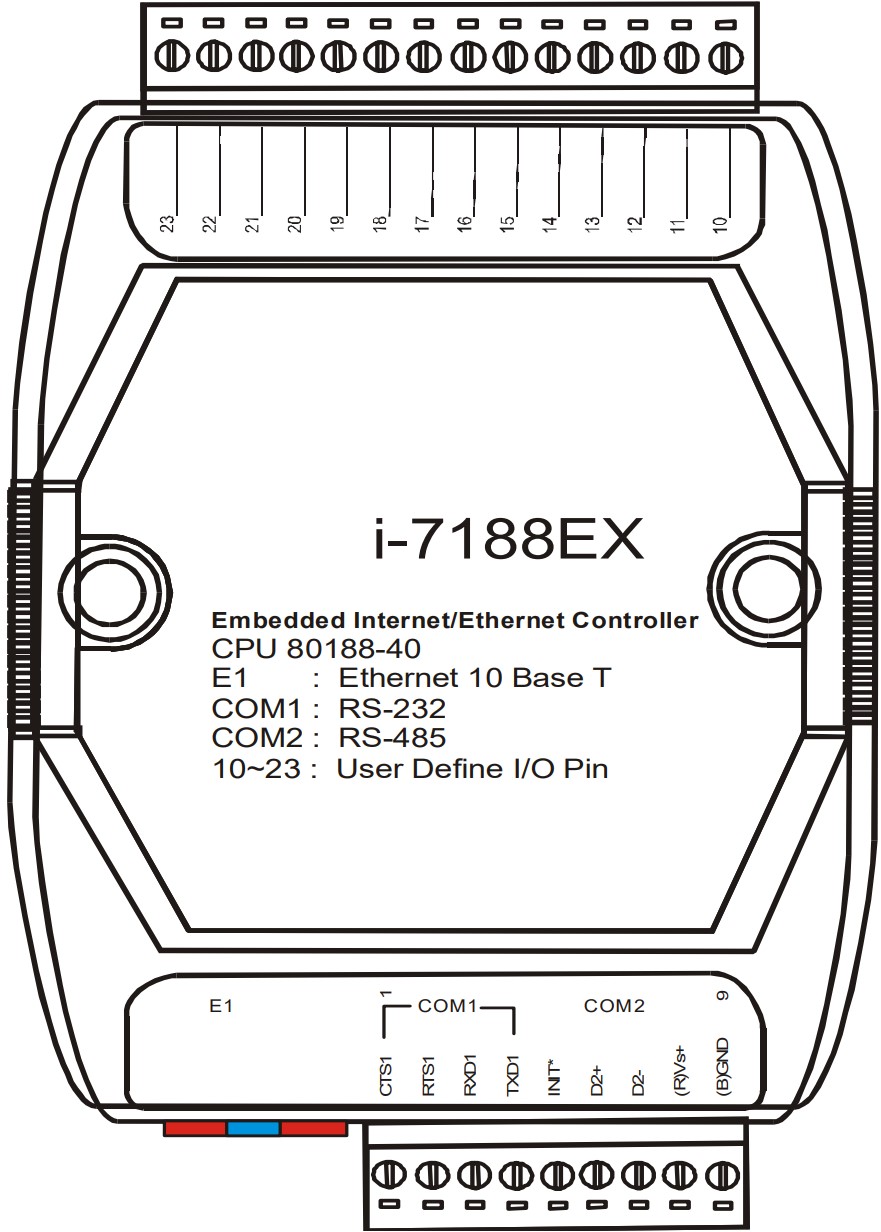 23 22 21 20 19 18 17 16 15 14 13 12 11 10
i-7188EX
Embedded Internet/Ethernet Controller
CPU 80188-40
E1 : Ethernet 10 Base T
COM1 : RS-232
COM2 : RS-485
10~23 : User Define I/O Pin
E1 1 COM1 COM2 9
CTS1 RTS1 RXD1 TXD1 INIT* D2+ D2- (R)Vs+ (B)GND